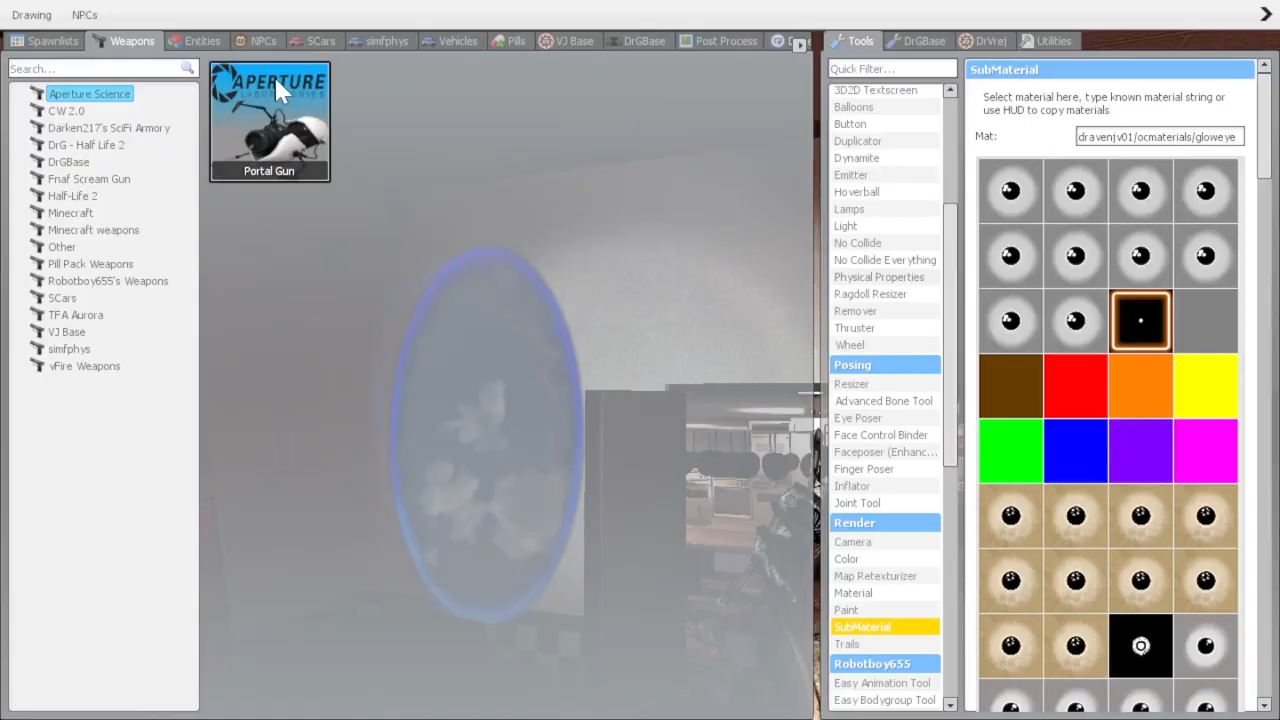 Drawing NPCs
Spawnlists Weapons Entities NPCs SCars simfphys Vehicles Pills VJ Base DrGBase Post Process
Search...
Aperture Science
CW 2.0
Darken217's SciFi Armory
DrG - Half Life 2
DrGBase
Fnaf Scream Gun
Half-Life 2
Minecraft
Minecraft weapons
Other
Pill Pack Weapons
Robotboy655's Weapons
SCars
TFA Aurora
VJ Base
simfphys
vFire Weapons
APERTURE
LABORATORIES
Portal Gun
Tools DrGBase DrVrej Utilities
Quick Filter...
3D2D Textscreen
Balloons
Button
Duplicator
Dynamite
Emitter
Hoverball
Lamps
Light
No Collide
No Collide Everything
Physical Properties
Ragdoll Resizer
Remover
Thruster
Wheel
Posing
Resizer
Advanced Bone Tool
Eye Poser
Face Control Binder
Faceposer (Enhanc...
Finger Poser
Inflator
Joint Tool
Render
Camera
Color
Map Retexturizer
Material
Paint
SubMaterial
Trails
Robotboy655
Easy Animation Tool
Easy Bodygroup Tool
SubMaterial
Select material here, type known material string or
use HUD to copy materials
Mat: dravenjv01/ocmaterials/gloweye